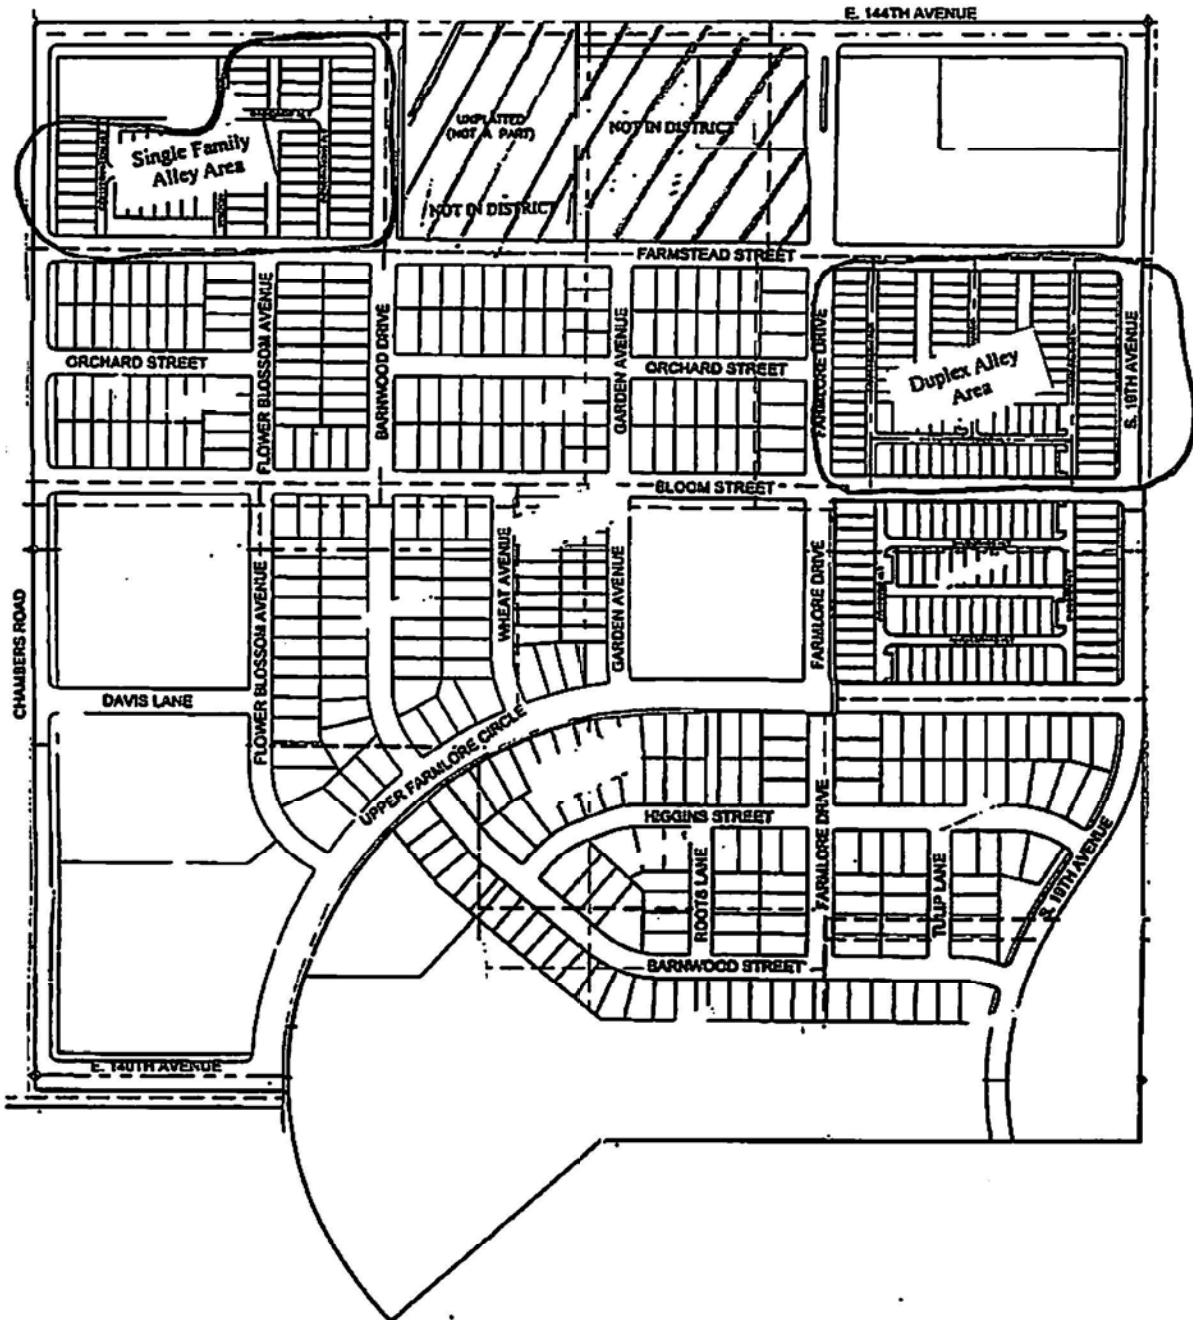 E. 144TH AVENUE
UNPLATTED
(NOT A PART)
NOT IN DISTRICT
Single Family
Alley Area
NOT IN DISTRICT
FARMSTEAD STREET
ORCHARD STREET
FLOWER BLOSSOM AVENUE
BARNWOOD DRIVE
GARDEN AVENUE
ORCHARD STREET
FARMLORE DRIVE
Duplex Alley
Area
S. 19TH AVENUE
BLOOM STREET
CHAMBERS ROAD
FLOWER BLOSSOM AVENUE
WHEAT AVENUE
GARDEN AVENUE
FARMLORE DRIVE
DAVIS LANE
UPPER FARMLORE CIRCLE
HIGGINS STREET
ROOTS LANE
FARMLORE DRIVE
TULIP LANE
S. 19TH AVENUE
BARNWOOD STREET
E. 140TH AVENUE